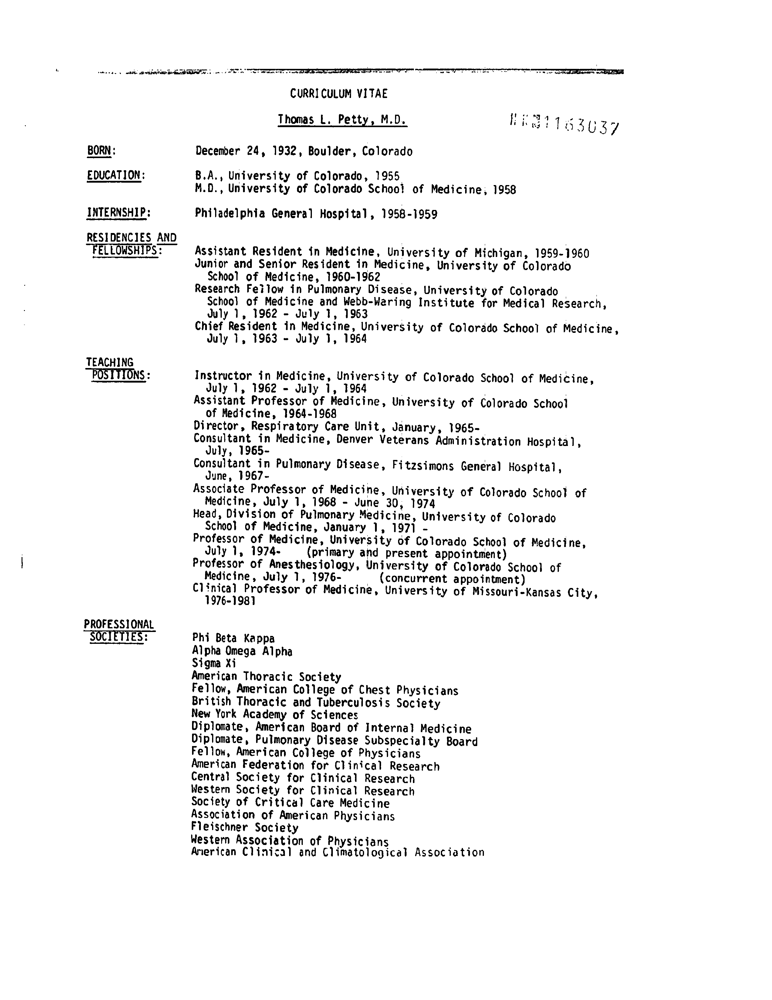 CURRICULUM VITAE
Thomas L. Petty, M.D.
1163037
BORN: December 24, 1932, Boulder, Colorado
EDUCATION: B.A., University of Colorado, 1955
M.D., University of Colorado School of Medicine, 1958
INTERNSHIP: Philadelphia General Hospital, 1958-1959
RESIDENCIES AND
FELLOWSHIPS: Assistant Resident in Medicine, University of Michigan, 1959-1960
Junior and Senior Resident in Medicine, University of Colorado
School of Medicine, 1960-1962
Research Fellow in Pulmonary Disease, University of Colorado
School of Medicine and Webb-Waring Institute for Medical Research,
July 1, 1962 - July 1, 1963
Chief Resident in Medicine, University of Colorado School of Medicine,
July 1, 1963 - July 1, 1964
TEACHING
POSITIONS: Instructor in Medicine, University of Colorado School of Medicine,
July 1, 1962 - July 1, 1964
Assistant Professor of Medicine, University of Colorado School
of Medicine, 1964-1968
Director, Respiratory Care Unit, January, 1965-
Consultant in Medicine, Denver Veterans Administration Hospital,
July, 1965-
Consultant in Pulmonary Disease, Fitzsimons General Hospital,
June, 1967-
Associate Professor of Medicine, University of Colorado School of
Medicine, July 1, 1968 - June 30, 1974
Head, Division of Pulmonary Medicine, University of Colorado
School of Medicine, January 1, 1971 -
Professor of Medicine, University of Colorado School of Medicine,
July 1, 1974- (primary and present appointment)
Professor of Anesthesiology, University of Colorado School of
Medicine, July 1, 1976- (concurrent appointment)
Clinical Professor of Medicine, University of Missouri-Kansas City,
1976-1981
PROFESSIONAL
SOCIETIES: Phi Beta Kappa
Alpha Omega Alpha
Sigma Xi
American Thoracic Society
Fellow, American College of Chest Physicians
British Thoracic and Tuberculosis Society
New York Academy of Sciences
Diplomate, American Board of Internal Medicine
Diplomate, Pulmonary Disease Subspecialty Board
Fellow, American College of Physicians
American Federation for Clinical Research
Central Society for Clinical Research
Western Society for Clinical Research
Society of Critical Care Medicine
Association of American Physicians
Fleischner Society
Western Association of Physicians
American Clinical and Climatological Association